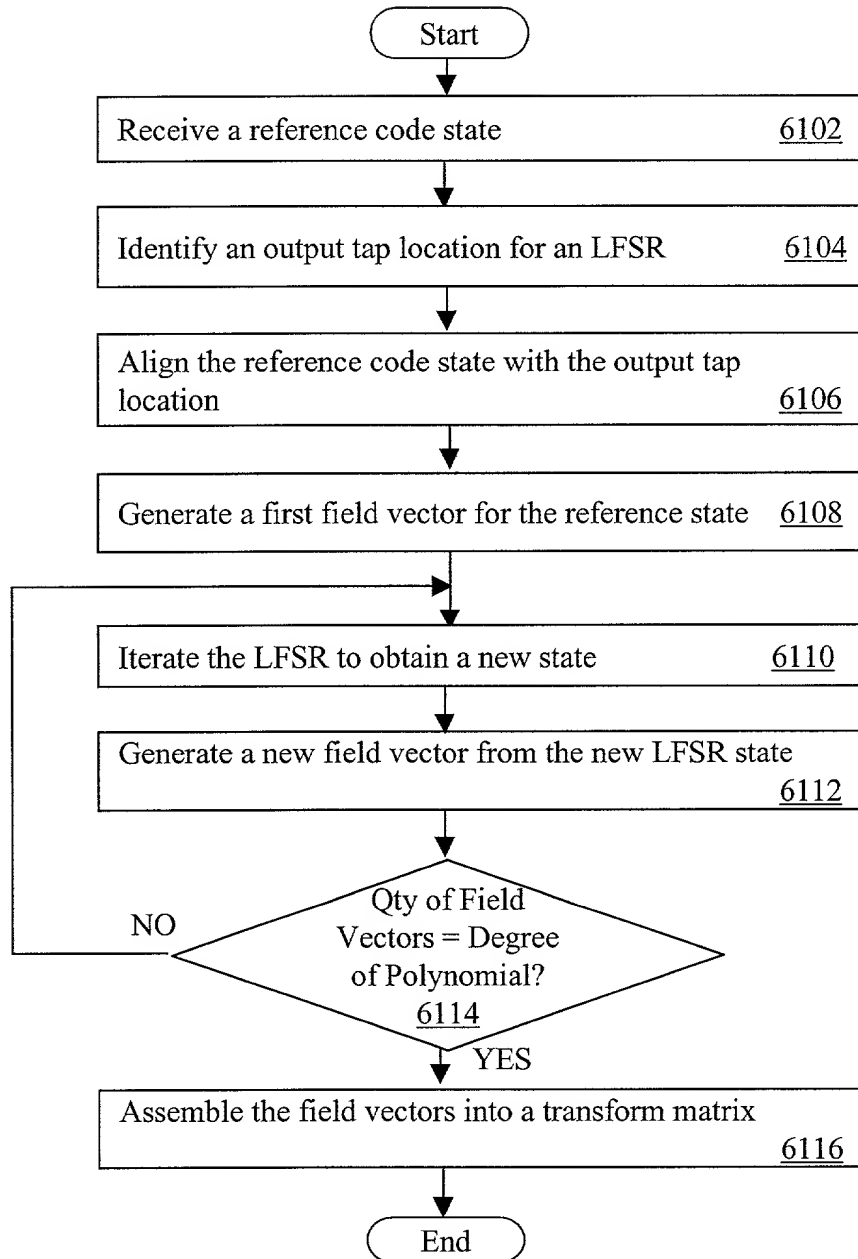 Start
Receive a reference code state 6102
Identify an output tap location for an LFSR 6104
Align the reference code state with the output tap
location 6106
Generate a first field vector for the reference state 6108
Iterate the LFSR to obtain a new state 6110
Generate a new field vector from the new LFSR state
6112
Qty of Field
NO
Vectors = Degree
of Polynomial?
6114
YES
Assemble the field vectors into a transform matrix
6116
End